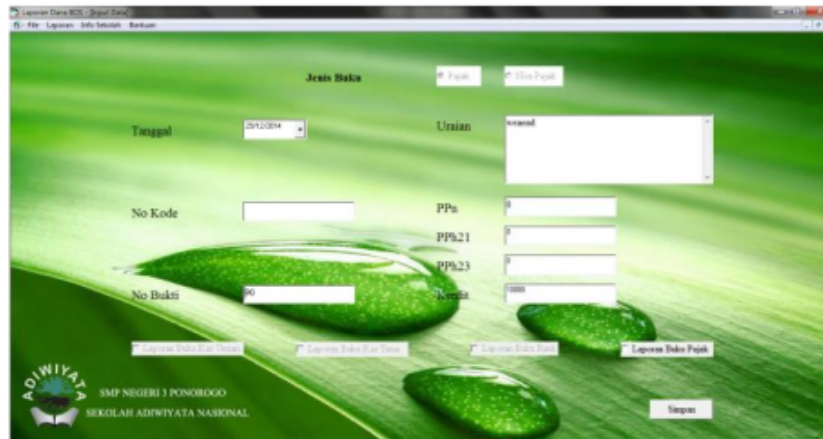 Laporan Dana BOS - [Input Data]
File Laporan Info Sekolah Bantuan
Jenis Buku Pajak Non Pajak
Tanggal 25/12/2014 Uraian
No Kode PPn 0
PPh21 0
PPh23 0
No Bukti Kredit 10000
Laporan Buku Kas Umum Laporan Buku Kas Tunai Laporan Buku Bank Laporan Buku Pajak
ADIWIYATA
SMP NEGERI 3 PONOROGO
SEKOLAH ADIWIYATA NASIONAL
Simpan